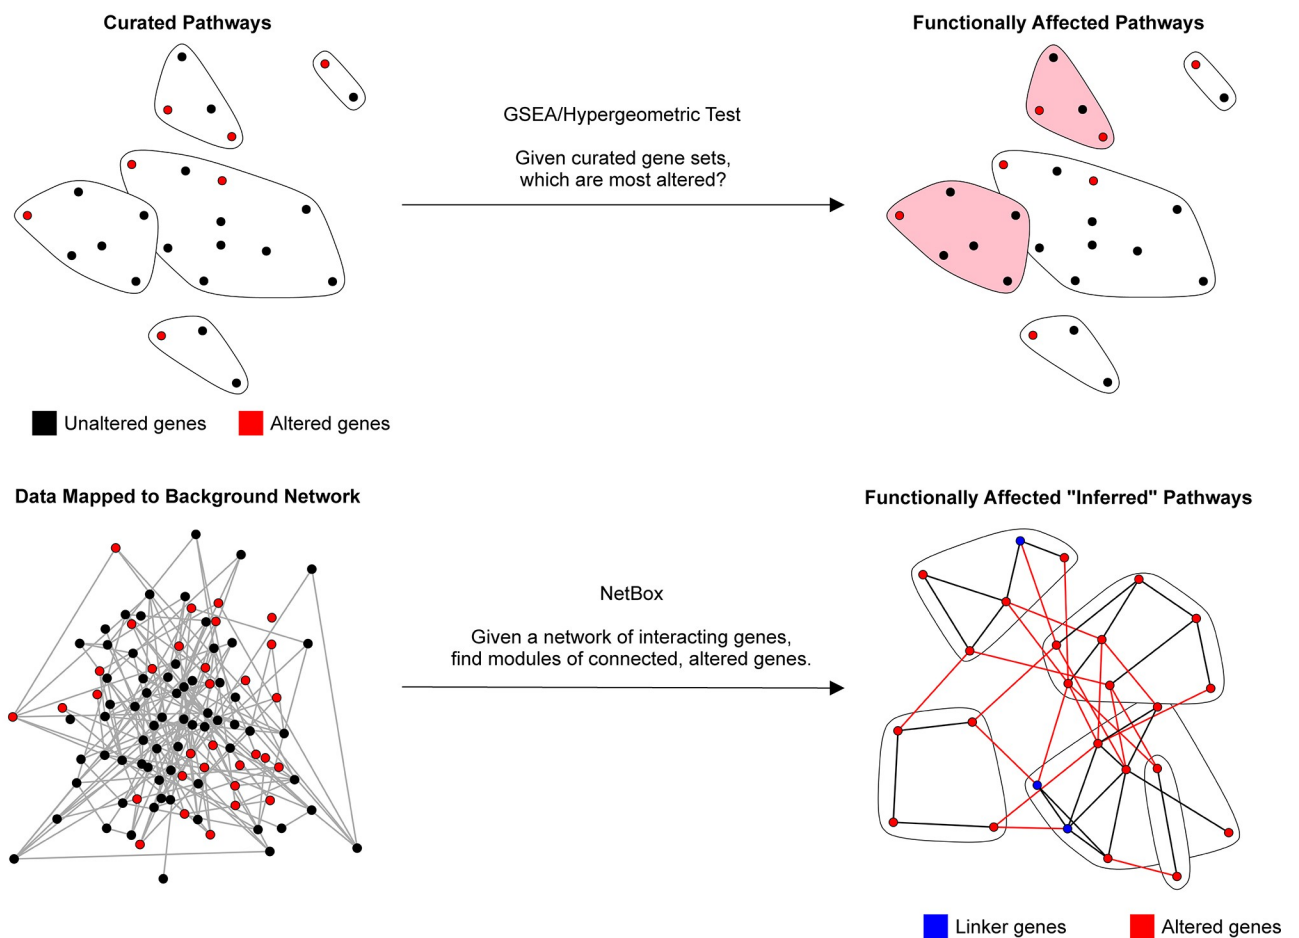 Curated Pathways
Functionally Affected Pathways
GSEA/Hypergeometric Test
Given curated gene sets,
which are most altered?
Unaltered genes
Altered genes
Data Mapped to Background Network
Functionally Affected "Inferred" Pathways
NetBox
Given a network of interacting genes,
find modules of connected, altered genes.
Linker genes
Altered genes